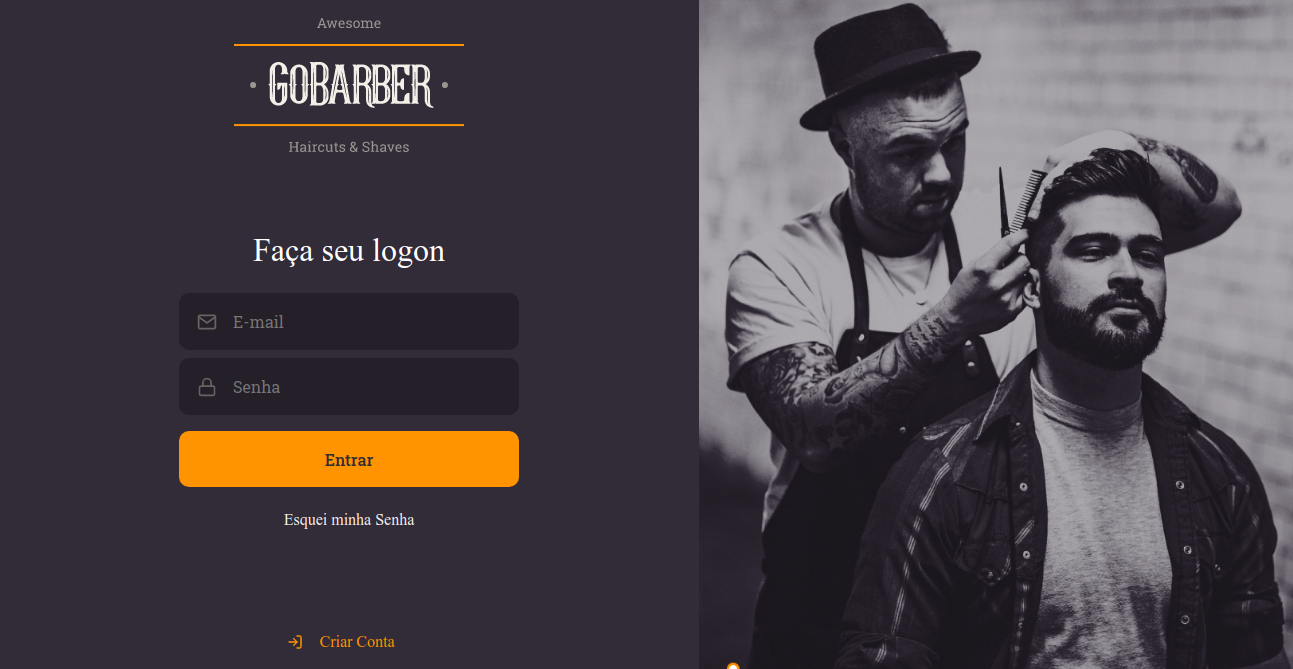 Awesome
GOBARBER
Haircuts & Shaves
Faça seu logon
E-mail
Senha
Entrar
Esquei minha Senha
Criar Conta